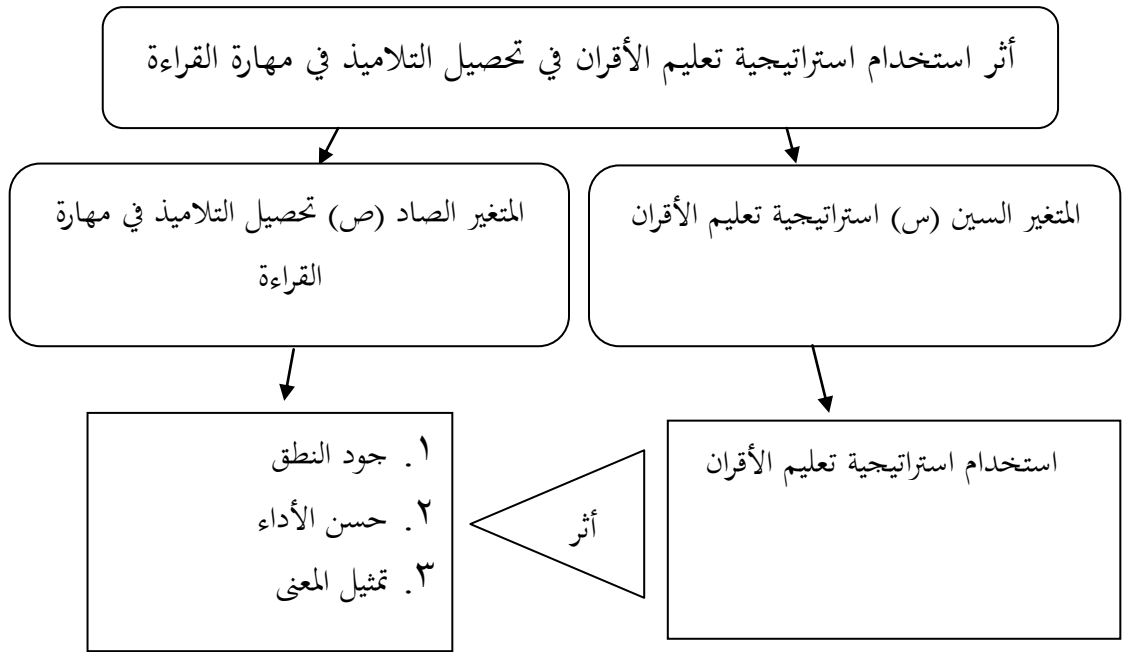 أثر استخدام استراتيجية تعليم الأقران في تحصيل التلاميذ في مهارة القراءة
المتغير السين (س) استراتيجية تعليم الأقران
المتغير الصاد (ص) تحصيل التلاميذ في مهارة
القراءة
استخدام استراتيجية تعليم الأقران
أثر
١. جود النطق
٢. حسن الأداء
٣. تمثيل المعنى